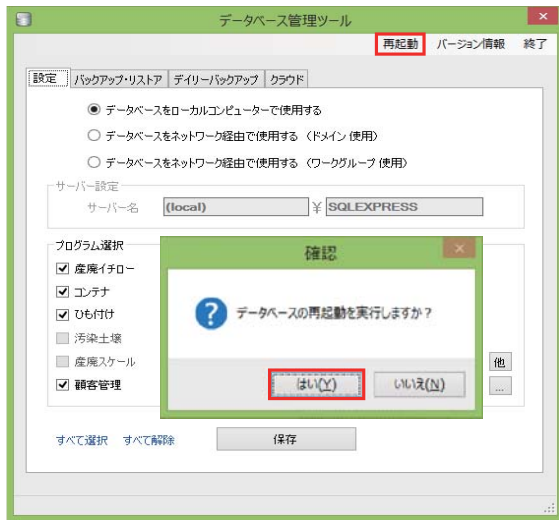 データベース管理ツール
再起動 バージョン情報 終了
設定 バックアップ・リストア デイリーバックアップ クラウド
データベースをローカルコンピューターで使用する
データベースをネットワーク経由で使用する （ドメイン 使用）
データベースをネットワーク経由で使用する （ワークグループ 使用）
サーバー設定
サーバー名 (local) ¥ SQLEXPRESS
プログラム選択
産廃イチロー
コンテナ
ひも付け
汚染土壌
産廃スケール
顧客管理
他
...
確認
データベースの再起動を実行しますか？
はい(Y) いいえ(N)
すべて選択 すべて解除 保存